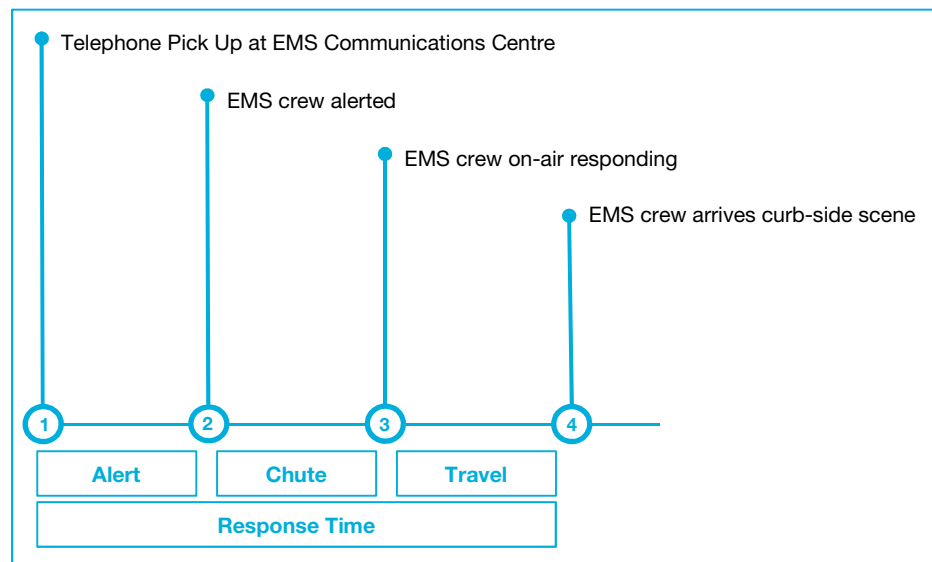 Telephone Pick Up at EMS Communications Centre
EMS crew alerted
EMS crew on-air responding
EMS crew arrives curb-side scene
1
2
3
4
Alert
Chute
Travel
Response Time